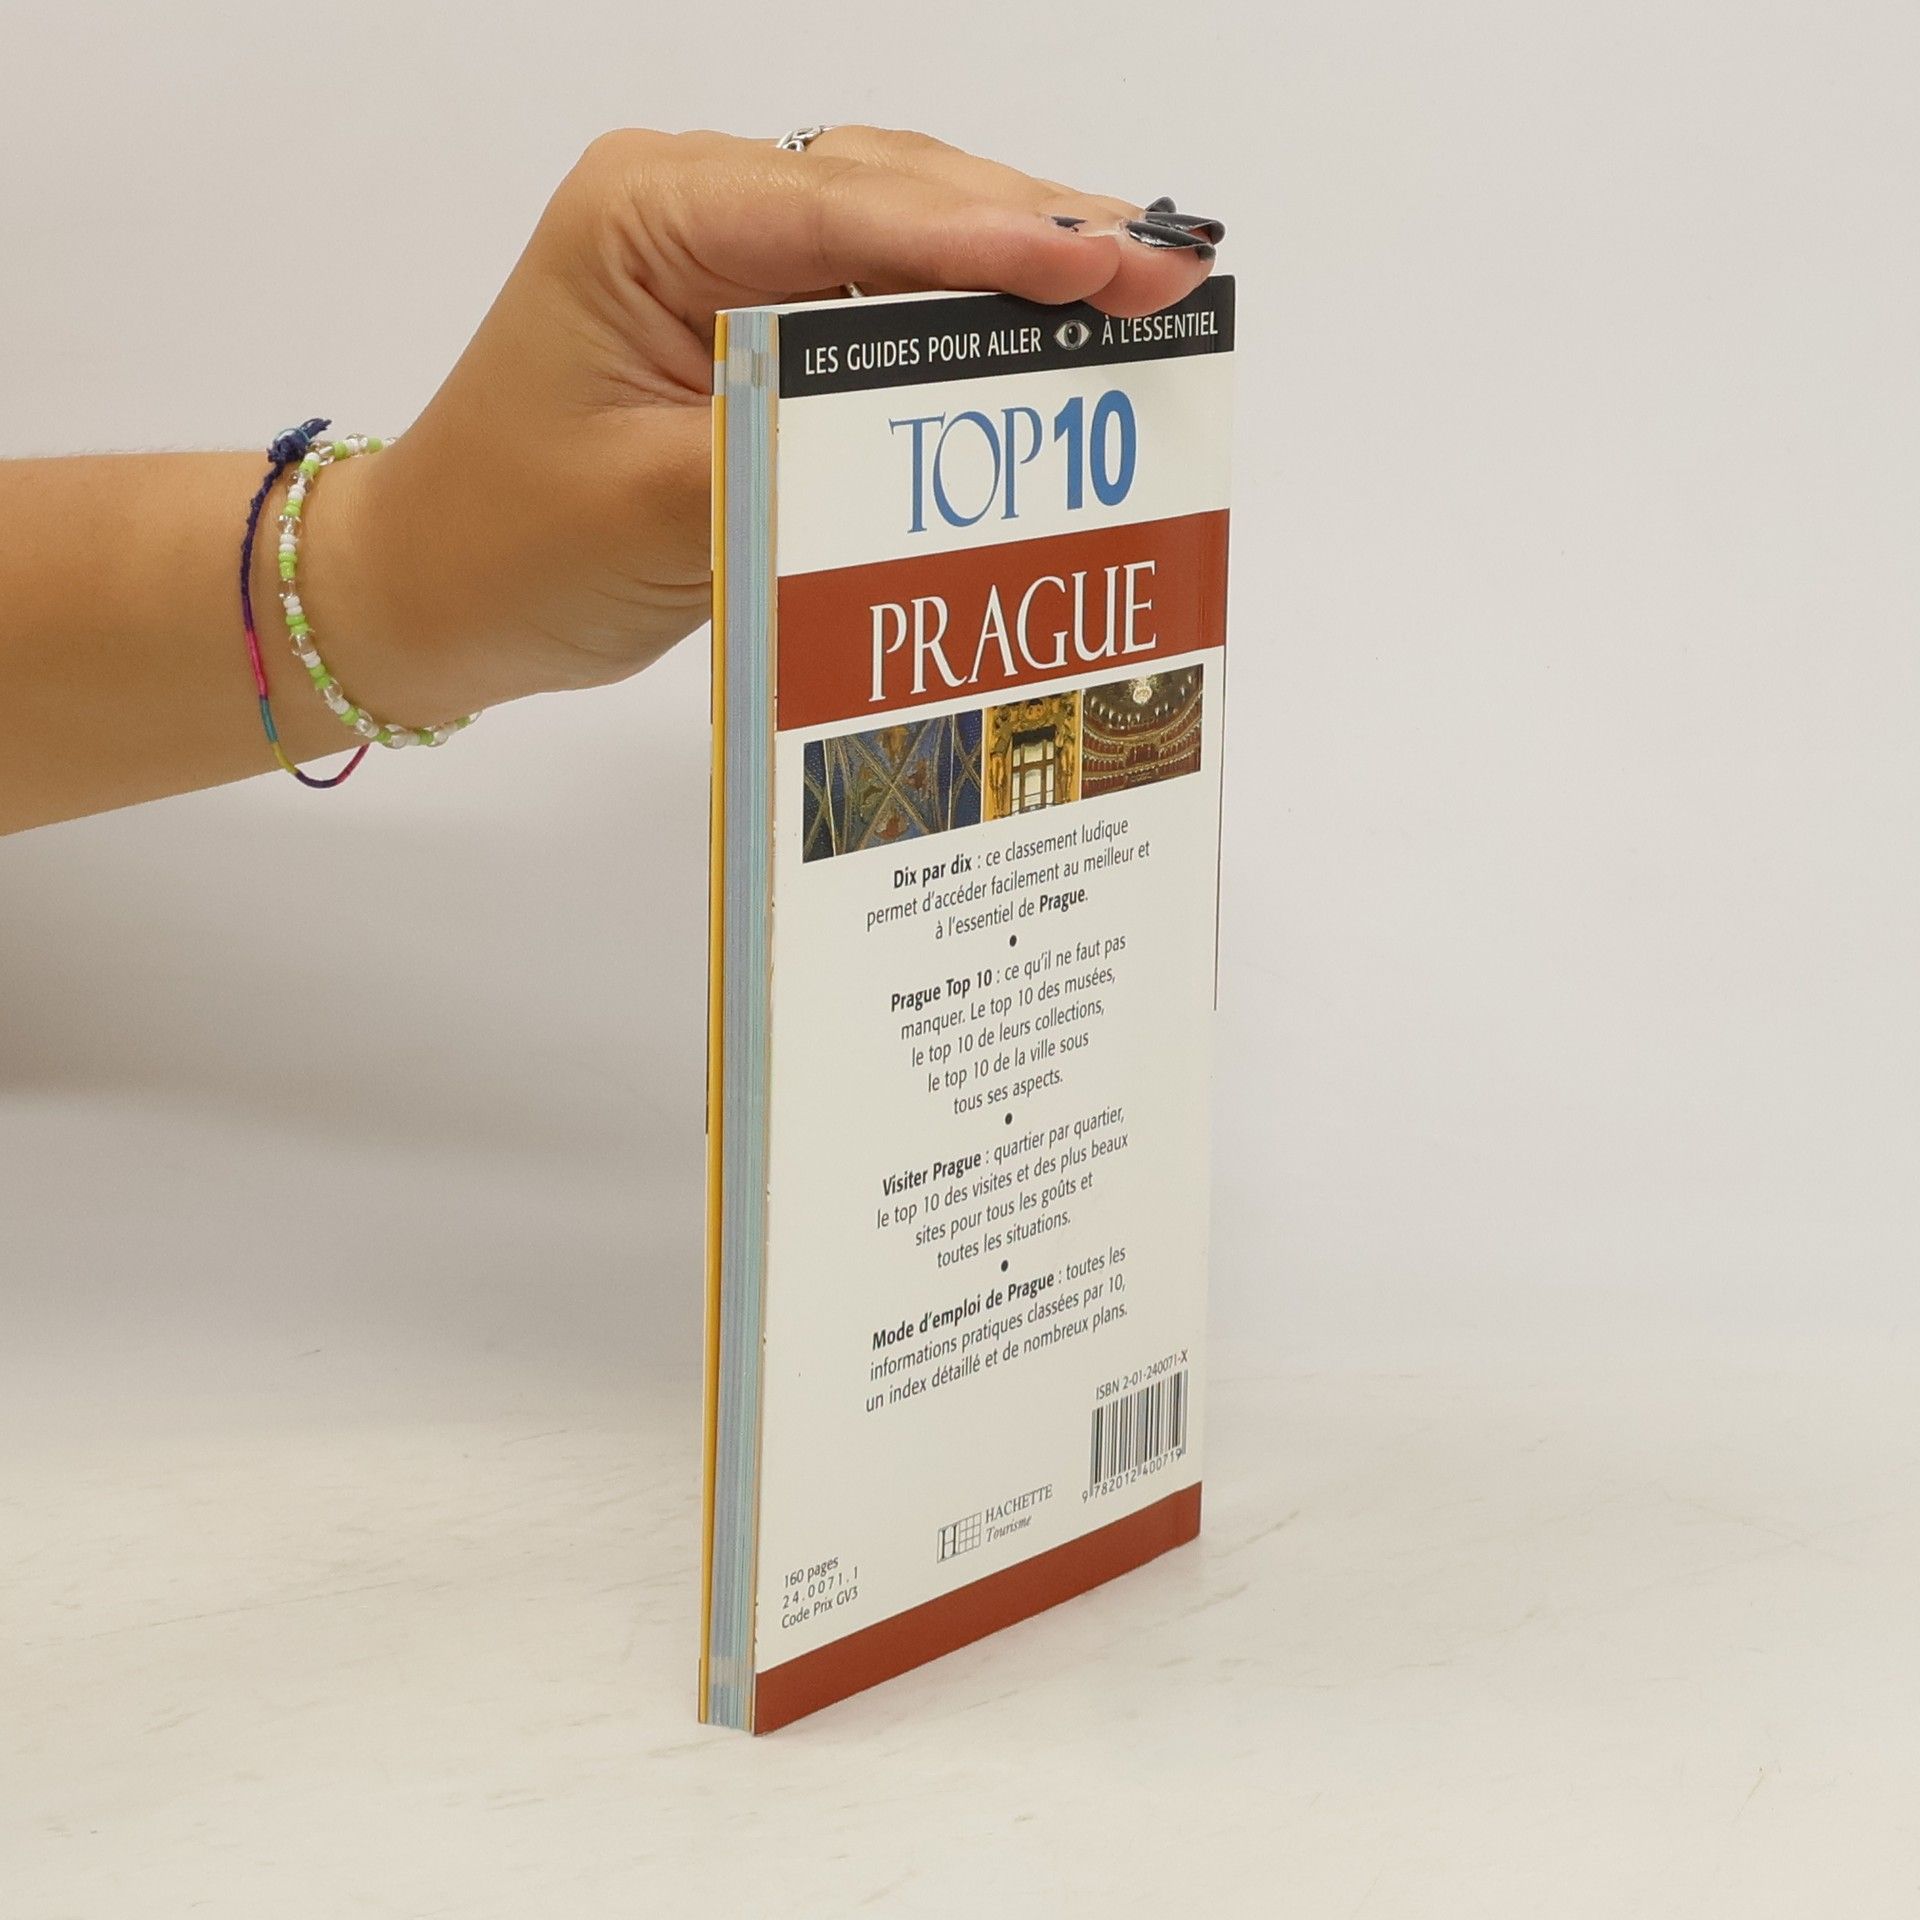 LES GUIDES POUR ALLER À L'ESSENTIEL
TOP 10
PRAGUE
Dix par dix : ce classement ludique
permet d'accéder facilement au meilleur et
à l'essentiel de Prague.
•
Prague Top 10 : ce qu'il ne faut pas
manquer. Le top 10 des musées,
le top 10 de leurs collections,
le top 10 de la ville sous
tous ses aspects.
•
Visiter Prague : quartier par quartier,
le top 10 des visites et des plus beaux
sites pour tous les goûts et
toutes les situations.
•
Mode d'emploi de Prague : toutes les
informations pratiques classées par 10,
un index détaillé et de nombreux plans.
ISBN 2-01-240071-X
9 782012 400719
H HACHETTE
Tourisme
160 pages
24.0071.1
Code Prix GV3